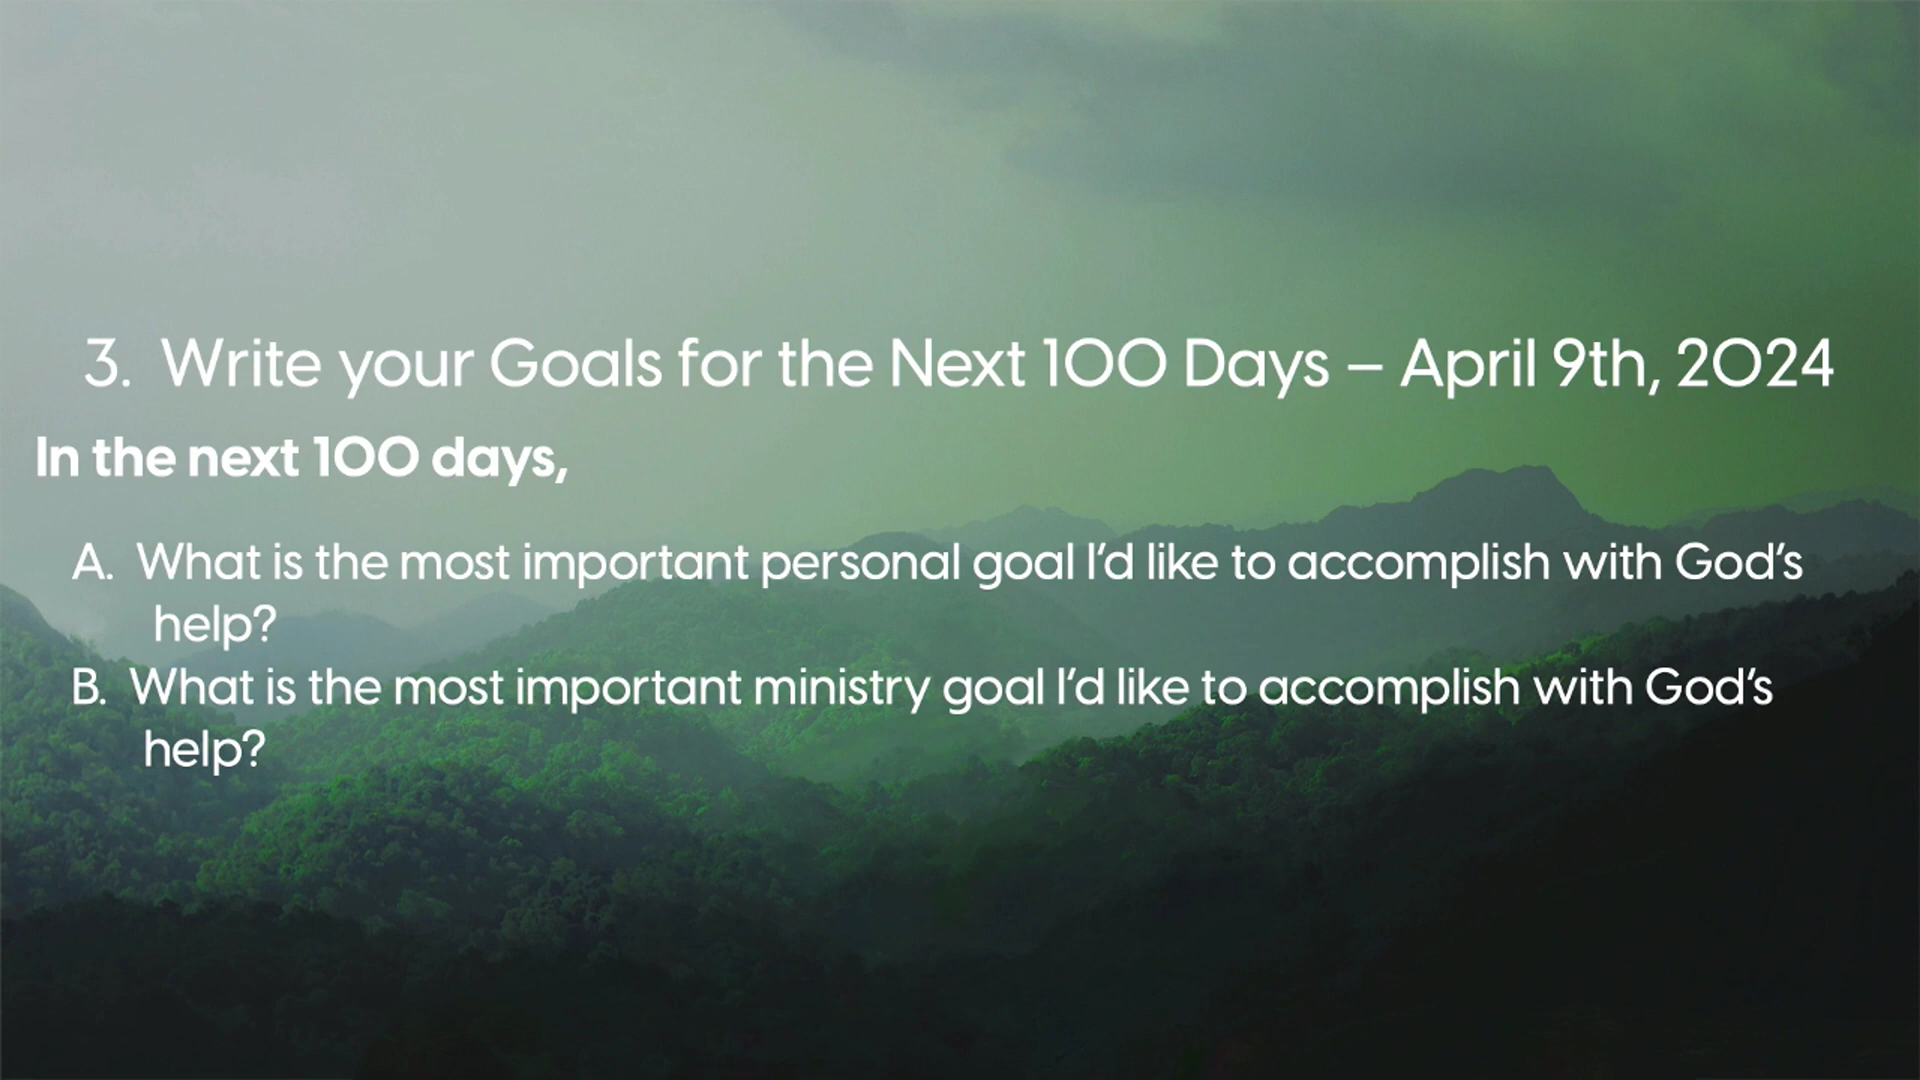 3. Write your Goals for the Next 100 Days – April 9th, 2024
In the next 100 days,
A. What is the most important personal goal I’d like to accomplish with God’s
help?
B. What is the most important ministry goal I’d like to accomplish with God’s
help?